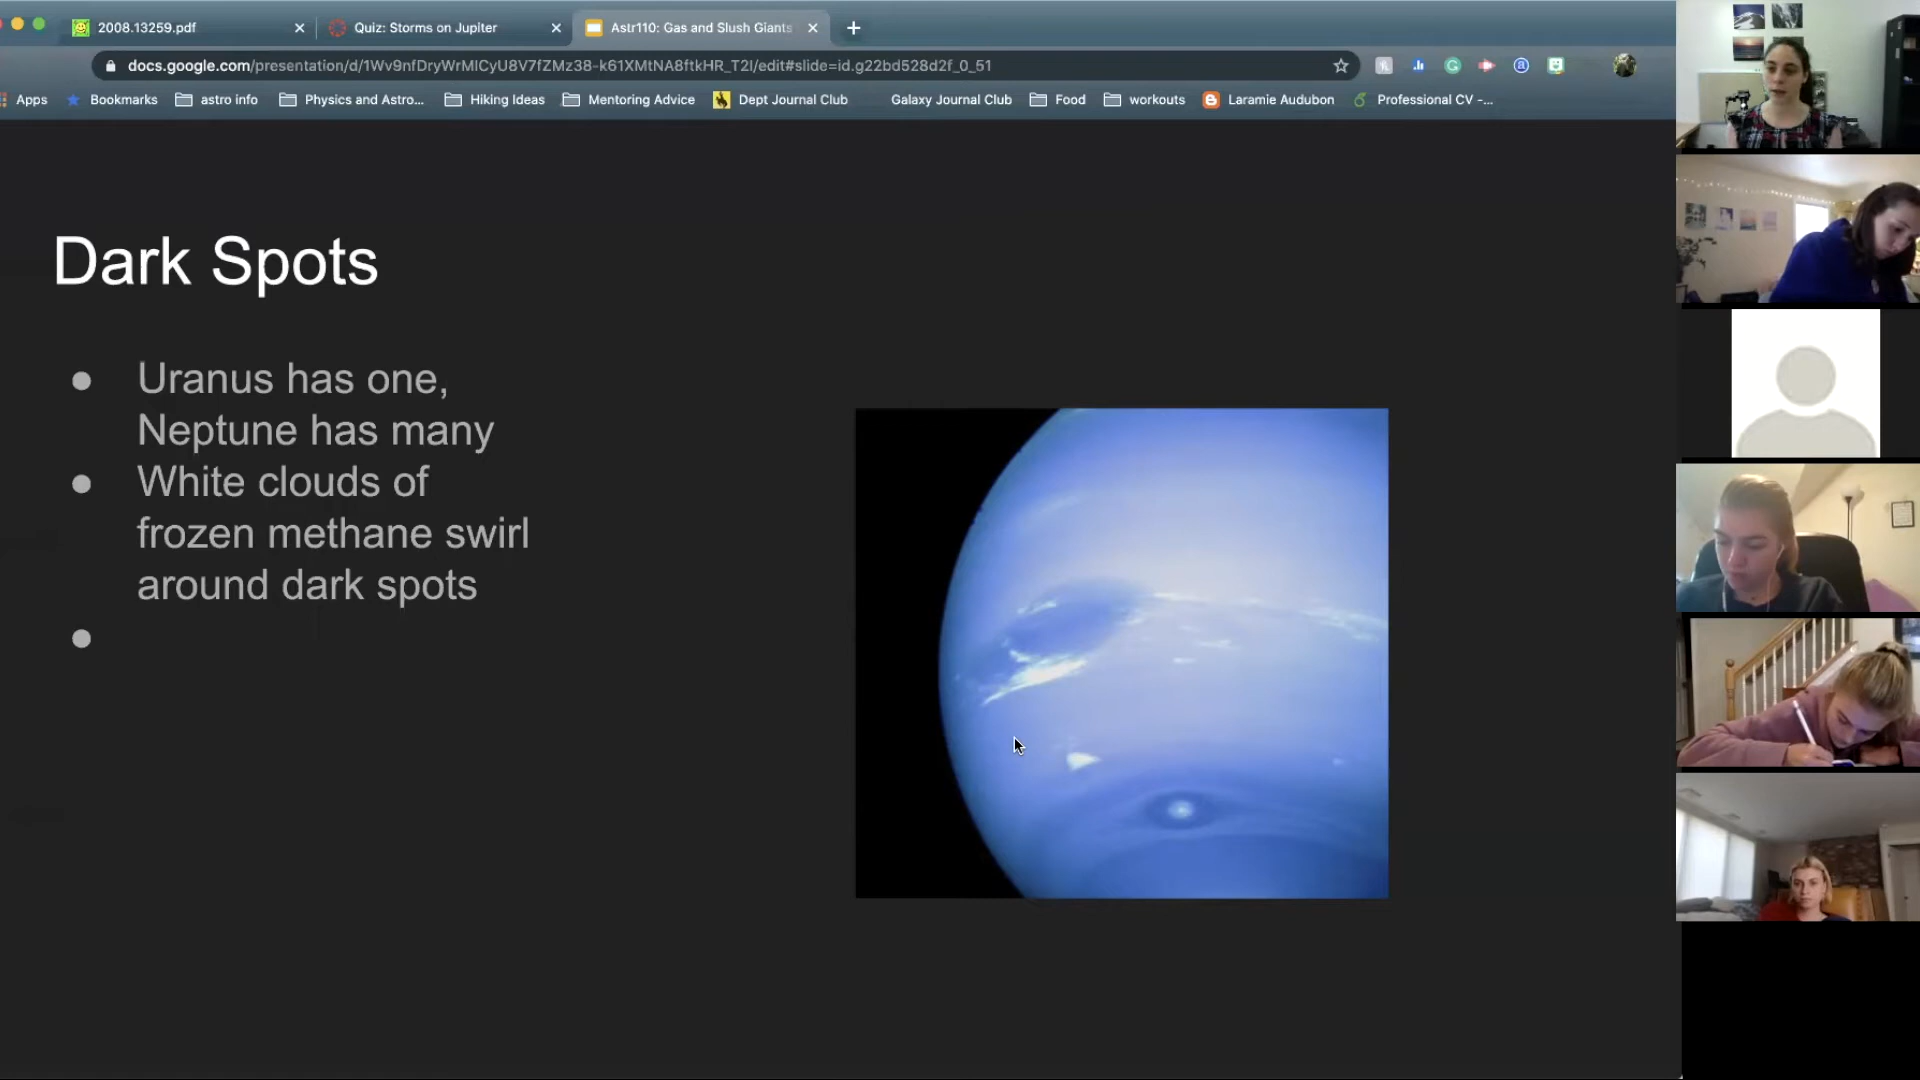 2008.13259.pdf
Quiz: Storms on Jupiter
Astr110: Gas and Slush Giants
docs.google.com/presentation/d/1Wv9nfDryWrMlCyU8V7fZMz38-k61XMtNA8ftkHR_T2I/edit#slide=id.g22bd528d2f_0_51
Apps
Bookmarks
astro info
Physics and Astro...
Hiking Ideas
Mentoring Advice
Dept Journal Club
Galaxy Journal Club
Food
workouts
Laramie Audubon
Professional CV -...
Dark Spots
● Uranus has one,
Neptune has many
● White clouds of
frozen methane swirl
around dark spots
●